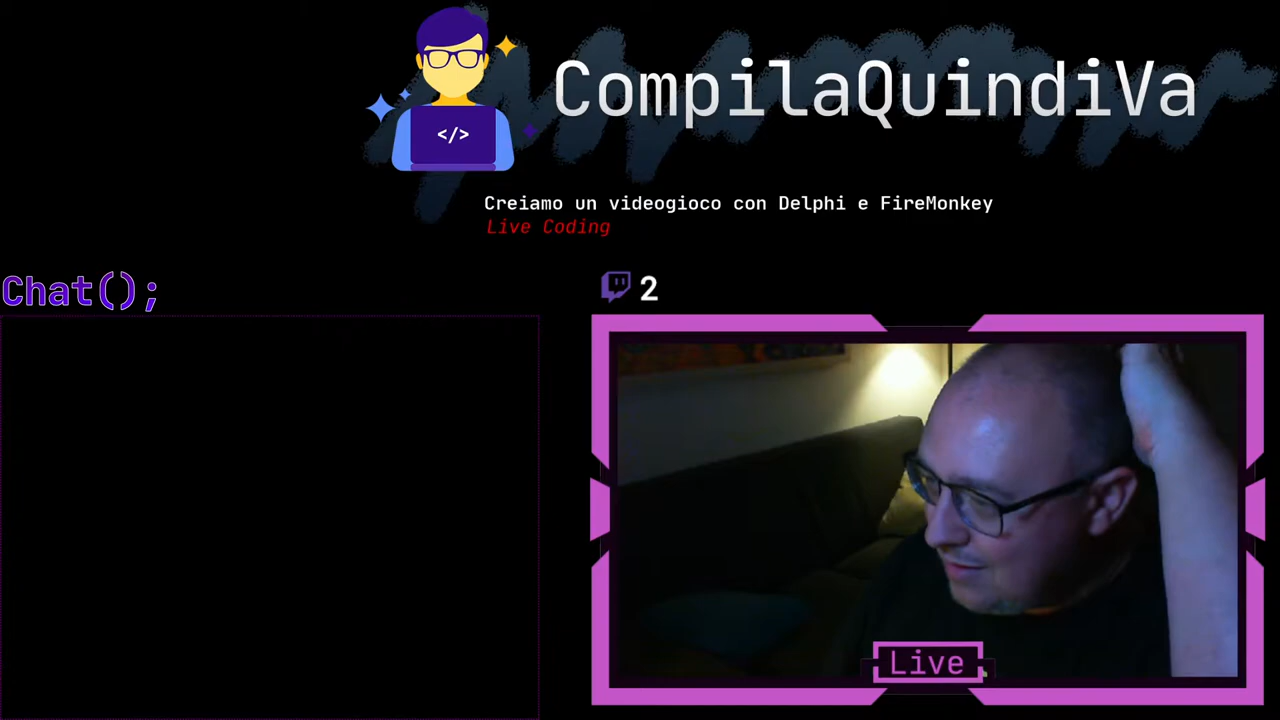 </>
CompilaQuindiVa
Creiamo un videogioco con Delphi e FireMonkey
Live Coding
Chat();
2
Live